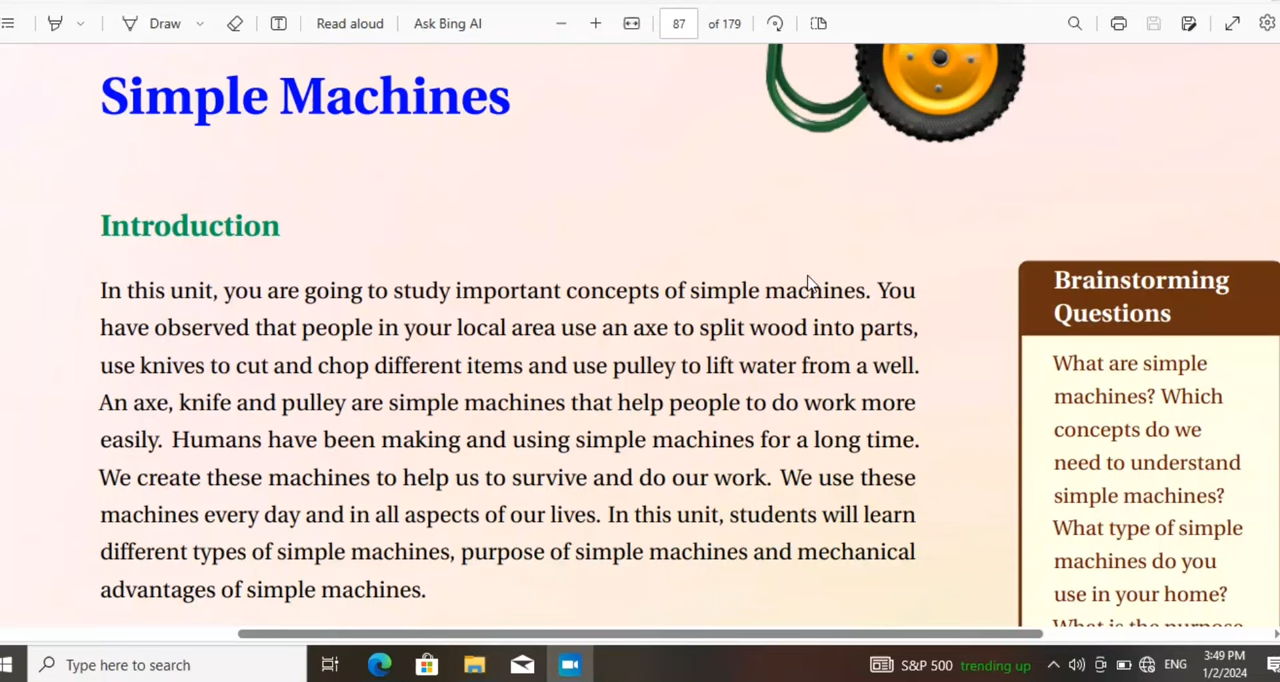 Draw
Read aloud
Ask Bing AI
87
of 179
Simple Machines
Introduction
In this unit, you are going to study important concepts of simple machines. You
have observed that people in your local area use an axe to split wood into parts,
use knives to cut and chop different items and use pulley to lift water from a well.
An axe, knife and pulley are simple machines that help people to do work more
easily. Humans have been making and using simple machines for a long time.
We create these machines to help us to survive and do our work. We use these
machines every day and in all aspects of our lives. In this unit, students will learn
different types of simple machines, purpose of simple machines and mechanical
advantages of simple machines.
Brainstorming
Questions
What are simple
machines? Which
concepts do we
need to understand
simple machines?
What type of simple
machines do you
use in your home?
What is the purpose
Type here to search
S&P 500 trending up
ENG
3:49 PM
1/2/2024